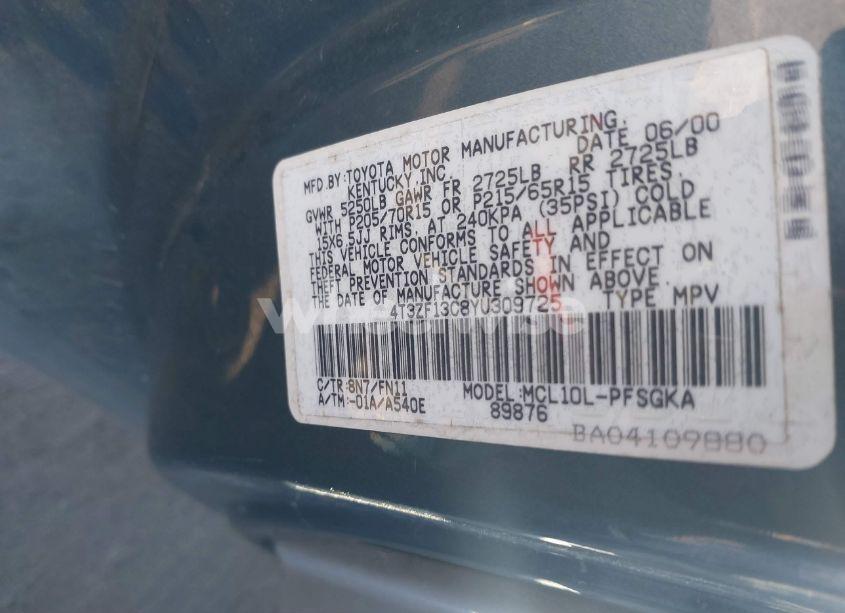 MFD.BY:TOYOTA MOTOR MANUFACTURING.
KENTUCKY,INC. DATE 06/00
GVWR 5250LB GAWR FR 2725LB RR 2725LB
WITH P205/70R15 OR P215/65R15 TIRES,
15X6.5JJ RIMS, AT 240KPA (35PSI) COLD
THIS VEHICLE CONFORMS TO ALL APPLICABLE
FEDERAL MOTOR VEHICLE SAFETY AND
THEFT PREVENTION STANDARDS IN EFFECT ON
THE DATE OF MANUFACTURE SHOWN ABOVE.
4T3ZF13C8YU309725 TYPE MPV
C/TR:8N7/FN11 MODEL:MCL10L-PFSGKA
A/TM:-01A/A540E 89876
BA04109880